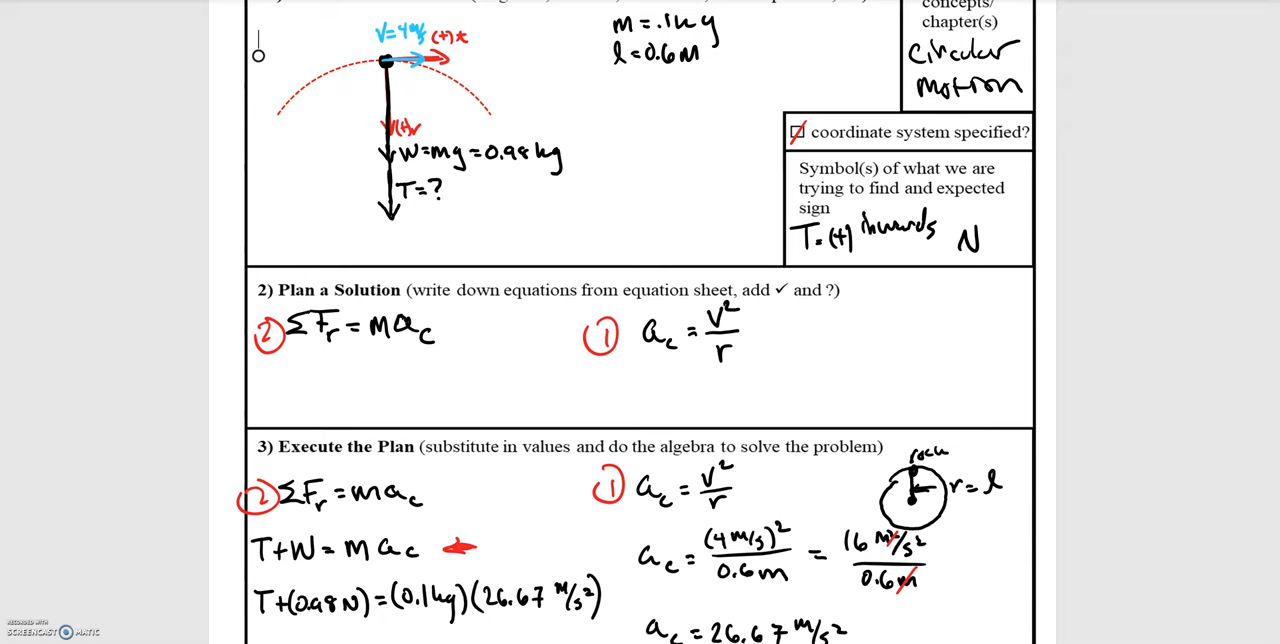 concepts/
chapter(s)
circular
motion
V=4m/s (+)t
m=.1kg
l=0.6m
(+)r
W=mg=0.98kg
T=?
coordinate system specified?
Symbol(s) of what we are
trying to find and expected
sign
T=(+) inwards N
2) Plan a Solution (write down equations from equation sheet, add ✓ and ?)
② ΣFr=mac
① ac=v²/r
3) Execute the Plan (substitute in values and do the algebra to solve the problem)
② ΣFr=mac
T+W=mac
T+(0.98N)=(0.1kg)(26.67 m/s²)
① ac=v²/r
ac=(4m/s)²/0.6m = 16m²/s²/0.6m
ac=26.67m/s²
rock
r=l
RECORDED WITH
SCREENCAST MATIC